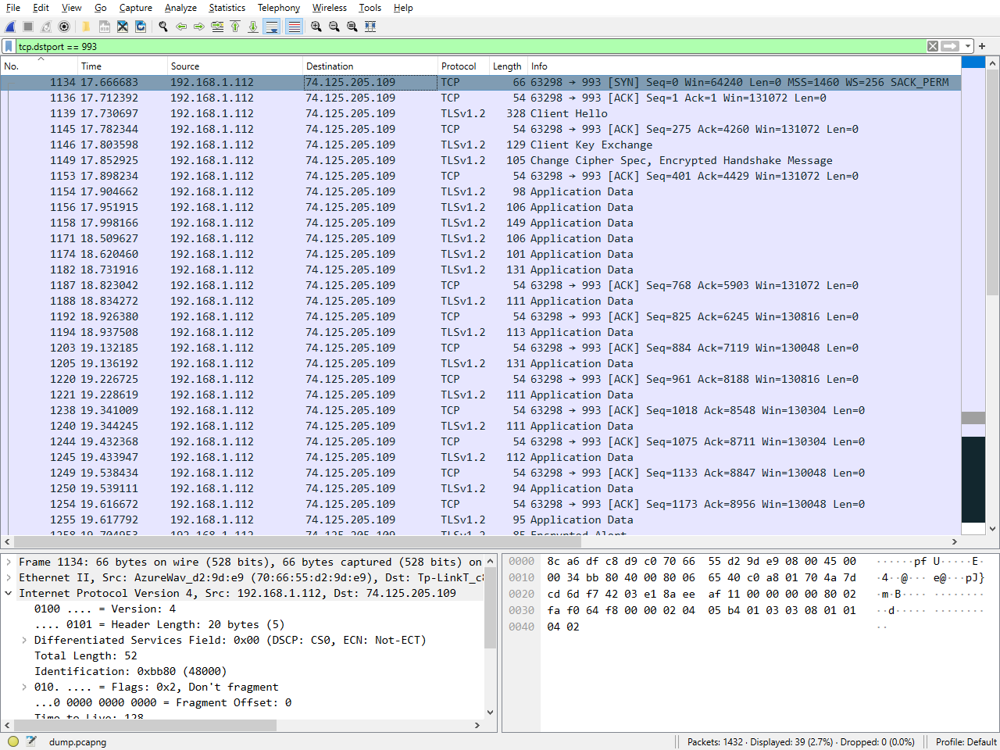 File Edit View Go Capture Analyze Statistics Telephony Wireless Tools Help
tcp.dstport == 993
No. Time Source Destination Protocol Length Info
1134 17.666683 192.168.1.112 74.125.205.109 TCP 66 63298 → 993 [SYN] Seq=0 Win=64240 Len=0 MSS=1460 WS=256 SACK_PERM
1136 17.712392 192.168.1.112 74.125.205.109 TCP 54 63298 → 993 [ACK] Seq=1 Ack=1 Win=131072 Len=0
1139 17.730697 192.168.1.112 74.125.205.109 TLSv1.2 328 Client Hello
1145 17.782344 192.168.1.112 74.125.205.109 TCP 54 63298 → 993 [ACK] Seq=275 Ack=4260 Win=131072 Len=0
1146 17.803598 192.168.1.112 74.125.205.109 TLSv1.2 129 Client Key Exchange
1149 17.852925 192.168.1.112 74.125.205.109 TLSv1.2 105 Change Cipher Spec, Encrypted Handshake Message
1153 17.898234 192.168.1.112 74.125.205.109 TCP 54 63298 → 993 [ACK] Seq=401 Ack=4429 Win=131072 Len=0
1154 17.904662 192.168.1.112 74.125.205.109 TLSv1.2 98 Application Data
1156 17.951915 192.168.1.112 74.125.205.109 TLSv1.2 106 Application Data
1158 17.998166 192.168.1.112 74.125.205.109 TLSv1.2 149 Application Data
1171 18.509627 192.168.1.112 74.125.205.109 TLSv1.2 106 Application Data
1174 18.620460 192.168.1.112 74.125.205.109 TLSv1.2 101 Application Data
1182 18.731916 192.168.1.112 74.125.205.109 TLSv1.2 131 Application Data
1187 18.823042 192.168.1.112 74.125.205.109 TCP 54 63298 → 993 [ACK] Seq=768 Ack=5903 Win=131072 Len=0
1188 18.834272 192.168.1.112 74.125.205.109 TLSv1.2 111 Application Data
1192 18.926380 192.168.1.112 74.125.205.109 TCP 54 63298 → 993 [ACK] Seq=825 Ack=6245 Win=130816 Len=0
1194 18.937508 192.168.1.112 74.125.205.109 TLSv1.2 113 Application Data
1203 19.132185 192.168.1.112 74.125.205.109 TCP 54 63298 → 993 [ACK] Seq=884 Ack=7119 Win=130048 Len=0
1205 19.136192 192.168.1.112 74.125.205.109 TLSv1.2 131 Application Data
1220 19.226725 192.168.1.112 74.125.205.109 TCP 54 63298 → 993 [ACK] Seq=961 Ack=8188 Win=130816 Len=0
1221 19.228619 192.168.1.112 74.125.205.109 TLSv1.2 111 Application Data
1238 19.341009 192.168.1.112 74.125.205.109 TCP 54 63298 → 993 [ACK] Seq=1018 Ack=8548 Win=130304 Len=0
1240 19.344245 192.168.1.112 74.125.205.109 TLSv1.2 111 Application Data
1244 19.432368 192.168.1.112 74.125.205.109 TCP 54 63298 → 993 [ACK] Seq=1075 Ack=8711 Win=130304 Len=0
1245 19.433947 192.168.1.112 74.125.205.109 TLSv1.2 112 Application Data
1249 19.538434 192.168.1.112 74.125.205.109 TCP 54 63298 → 993 [ACK] Seq=1133 Ack=8847 Win=130048 Len=0
1250 19.539111 192.168.1.112 74.125.205.109 TLSv1.2 94 Application Data
1254 19.616672 192.168.1.112 74.125.205.109 TCP 54 63298 → 993 [ACK] Seq=1173 Ack=8956 Win=130048 Len=0
1255 19.617792 192.168.1.112 74.125.205.109 TLSv1.2 95 Application Data
1258 19.704953 192.168.1.112 74.125.205.109 TLSv1.2 85 Encrypted Alert
Frame 1134: 66 bytes on wire (528 bits), 66 bytes captured (528 bits) on
Ethernet II, Src: AzureWav_d2:9d:e9 (70:66:55:d2:9d:e9), Dst: Tp-LinkT_c8
Internet Protocol Version 4, Src: 192.168.1.112, Dst: 74.125.205.109
0100 .... = Version: 4
.... 0101 = Header Length: 20 bytes (5)
Differentiated Services Field: 0x00 (DSCP: CS0, ECN: Not-ECT)
Total Length: 52
Identification: 0xbb80 (48000)
010. .... = Flags: 0x2, Don't fragment
...0 0000 0000 0000 = Fragment Offset: 0
Time to Live: 128
0000 8c a6 df c8 d9 c0 70 66 55 d2 9d e9 08 00 45 00 ······pf U·····E·
0010 00 34 bb 80 40 00 80 06 65 40 c0 a8 01 70 4a 7d ·4··@··· e@···pJ}
0020 cd 6d f7 42 03 e1 8a ee af 11 00 00 00 00 80 02 ·m·B···· ········
0030 fa f0 64 f8 00 00 02 04 05 b4 01 03 03 08 01 01 ··d····· ········
0040 04 02 ··
dump.pcapng
Packets: 1432 · Displayed: 39 (2.7%) · Dropped: 0 (0.0%)
Profile: Default